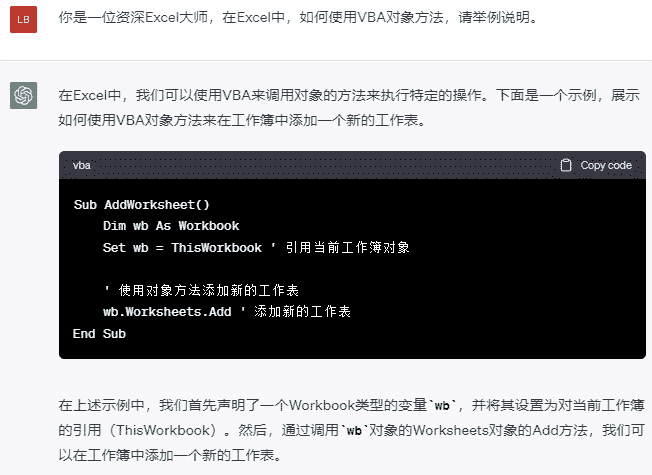 LB
你是一位资深Excel大师，在Excel中，如何使用VBA对象方法，请举例说明。
在Excel中，我们可以使用VBA来调用对象的方法来执行特定的操作。下面是一个示例，展示
如何使用VBA对象方法来在工作簿中添加一个新的工作表。
vba
Copy code
Sub AddWorksheet()
    Dim wb As Workbook
    Set wb = ThisWorkbook ' 引用当前工作簿对象
    ' 使用对象方法添加新的工作表
    wb.Worksheets.Add ' 添加新的工作表
End Sub
在上述示例中，我们首先声明了一个Workbook类型的变量`wb`，并将其设置为对当前工作簿
的引用（ThisWorkbook）。然后，通过调用`wb`对象的Worksheets对象的Add方法，我们可
以在工作簿中添加一个新的工作表。